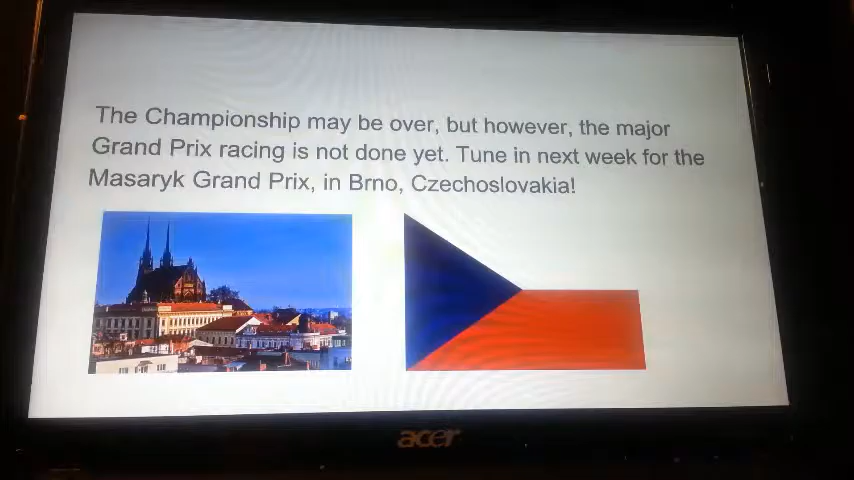 The Championship may be over, but however, the major
Grand Prix racing is not done yet. Tune in next week for the
Masaryk Grand Prix, in Brno, Czechoslovakia!
acer